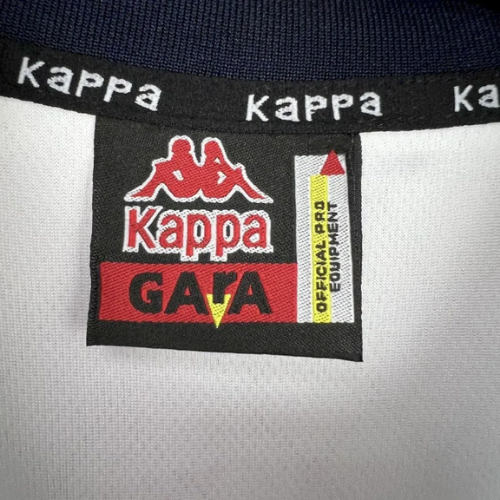 Kappa Kappa Ka
Kappa
GArA
OFFICIAL PRO
EQUIPMENT